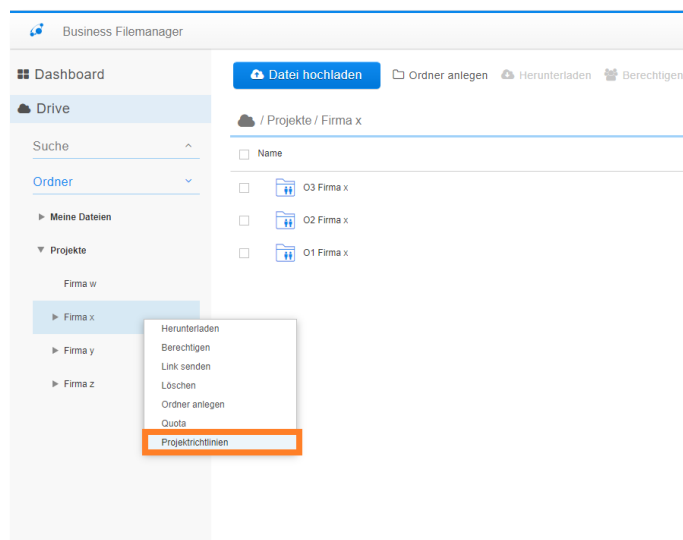 Business Filemanager
Dashboard
Drive
Suche
Ordner
Meine Dateien
Projekte
Firma w
Firma x
Firma y
Firma z
Datei hochladen
Ordner anlegen
Herunterladen
Berechtigen
/ Projekte / Firma x
Name
O3 Firma x
O2 Firma x
O1 Firma x
Herunterladen
Berechtigen
Link senden
Löschen
Ordner anlegen
Quota
Projektrichtlinien